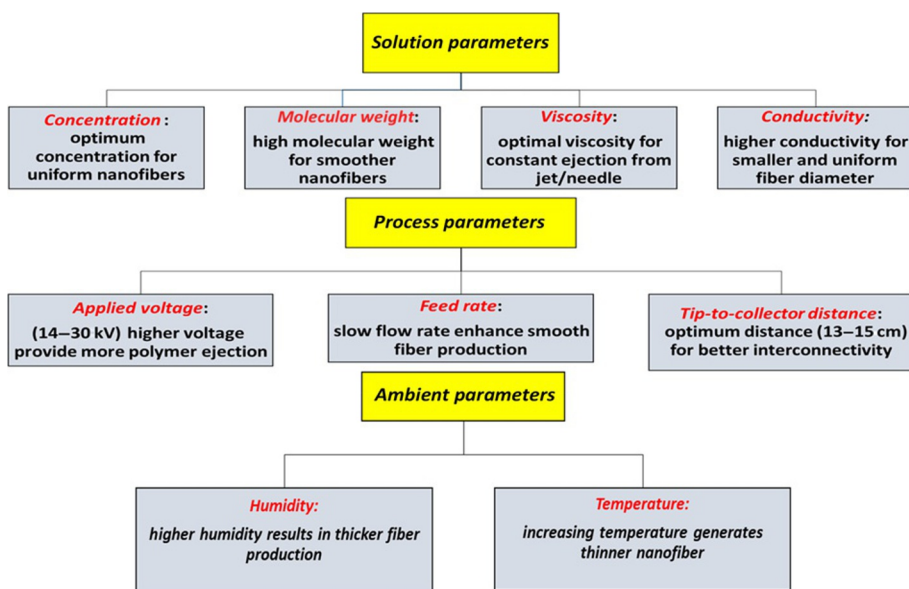 Solution parameters
Concentration :
optimum
concentration for
uniform nanofibers
Molecular weight:
high molecular weight
for smoother
nanofibers
Viscosity:
optimal viscosity for
constant ejection from
jet/needle
Conductivity:
higher conductivity for
smaller and uniform
fiber diameter
Process parameters
Applied voltage:
(14–30 kV) higher voltage
provide more polymer ejection
Feed rate:
slow flow rate enhance smooth
fiber production
Tip-to-collector distance:
optimum distance (13–15 cm)
for better interconnectivity
Ambient parameters
Humidity:
higher humidity results in thicker fiber
production
Temperature:
increasing temperature generates
thinner nanofiber